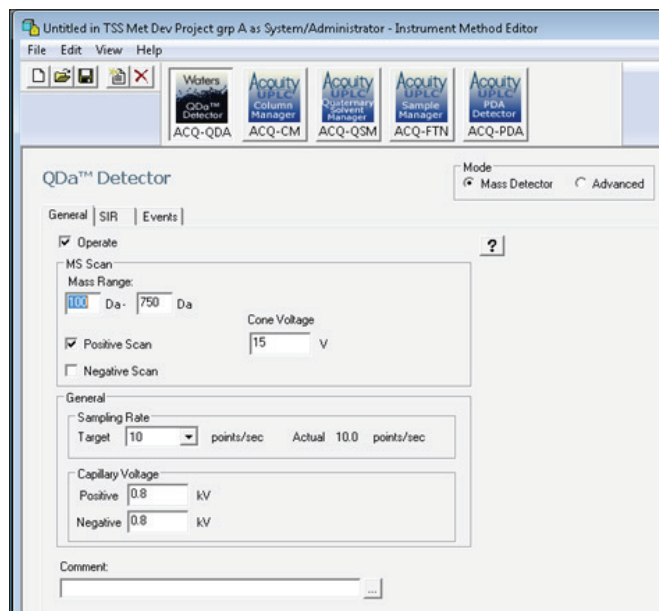 Untitled in TSS Met Dev Project grp A as System/Administrator - Instrument Method Editor
File Edit View Help
Waters QDa™ Detector
ACQ-QDA
Acquity UPLC Column Manager
ACQ-CM
Acquity UPLC Quaternary Solvent Manager
ACQ-QSM
Acquity UPLC Sample Manager
ACQ-FTN
Acquity UPLC PDA Detector
ACQ-PDA
QDa™ Detector
Mode
Mass Detector Advanced
General SIR Events
Operate
?
MS Scan
Mass Range:
100 Da- 750 Da
Cone Voltage
Positive Scan 15 V
Negative Scan
General
Sampling Rate
Target 10 points/sec Actual 10.0 points/sec
Capillary Voltage
Positive 0.8 kV
Negative 0.8 kV
Comment:
...